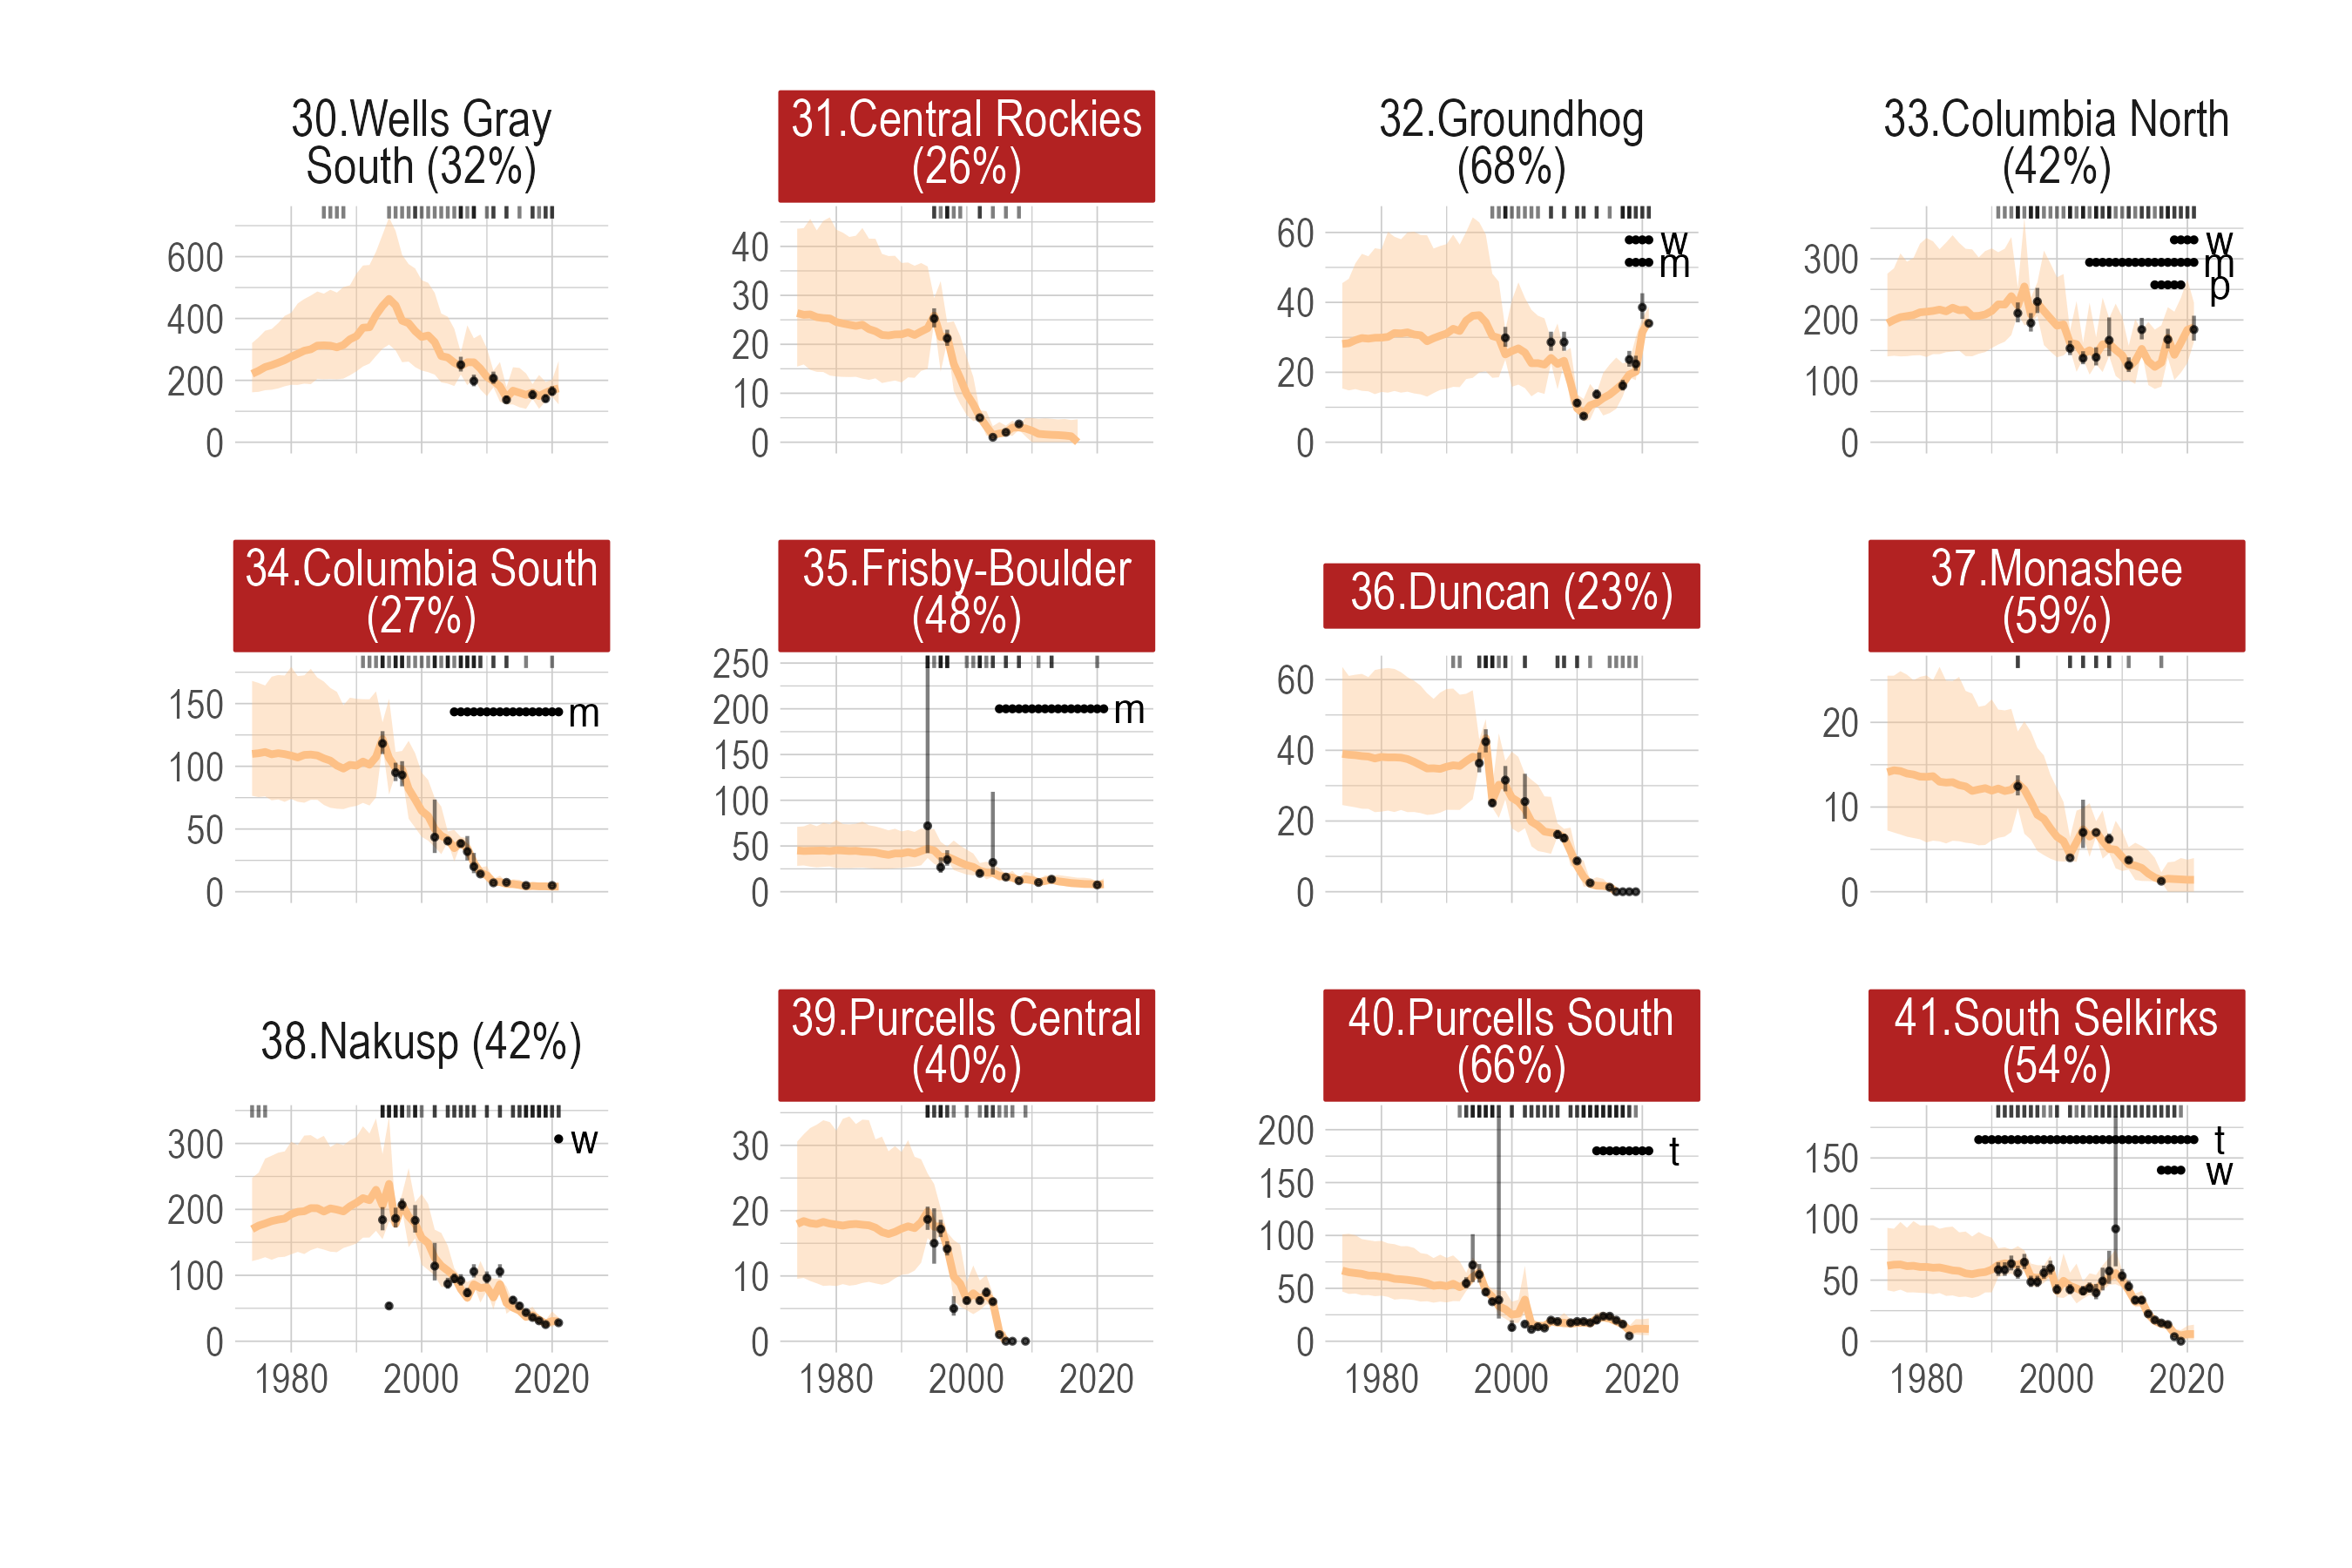 30.Wells Gray
South (32%)
31.Central Rockies
(26%)
32.Groundhog
(68%)
33.Columbia North
(42%)
600
400
200
0
40
30
20
10
0
60
40
20
0
w
m
300
200
100
0
w
m
p
34.Columbia South
(27%)
35.Frisby-Boulder
(48%)
36.Duncan (23%)
37.Monashee
(59%)
150
100
50
0
m
250
200
150
100
50
0
m
60
40
20
0
20
10
0
38.Nakusp (42%)
39.Purcells Central
(40%)
40.Purcells South
(66%)
41.South Selkirks
(54%)
300
200
100
0
w
30
20
10
0
200
150
100
50
0
t
150
100
50
0
t
w
1980 2000 2020
1980 2000 2020
1980 2000 2020
1980 2000 2020